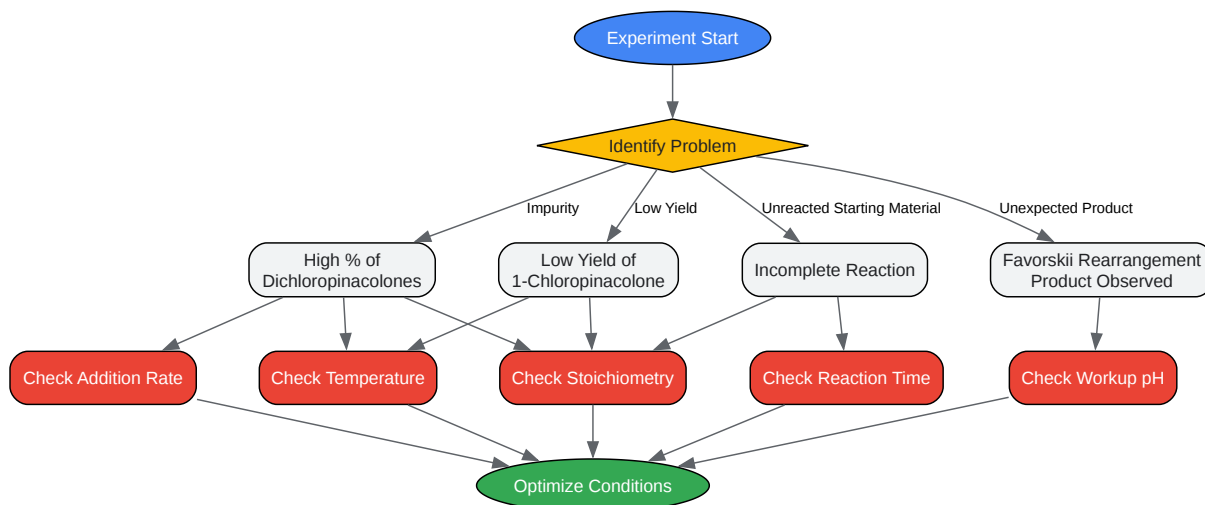 Experiment Start
Identify Problem
Impurity
Low Yield
Unreacted Starting Material
Unexpected Product
High % of
Dichloropinacolones
Low Yield of
1-Chloropinacolone
Incomplete Reaction
Favorskii Rearrangement
Product Observed
Check Addition Rate
Check Temperature
Check Stoichiometry
Check Reaction Time
Check Workup pH
Optimize Conditions